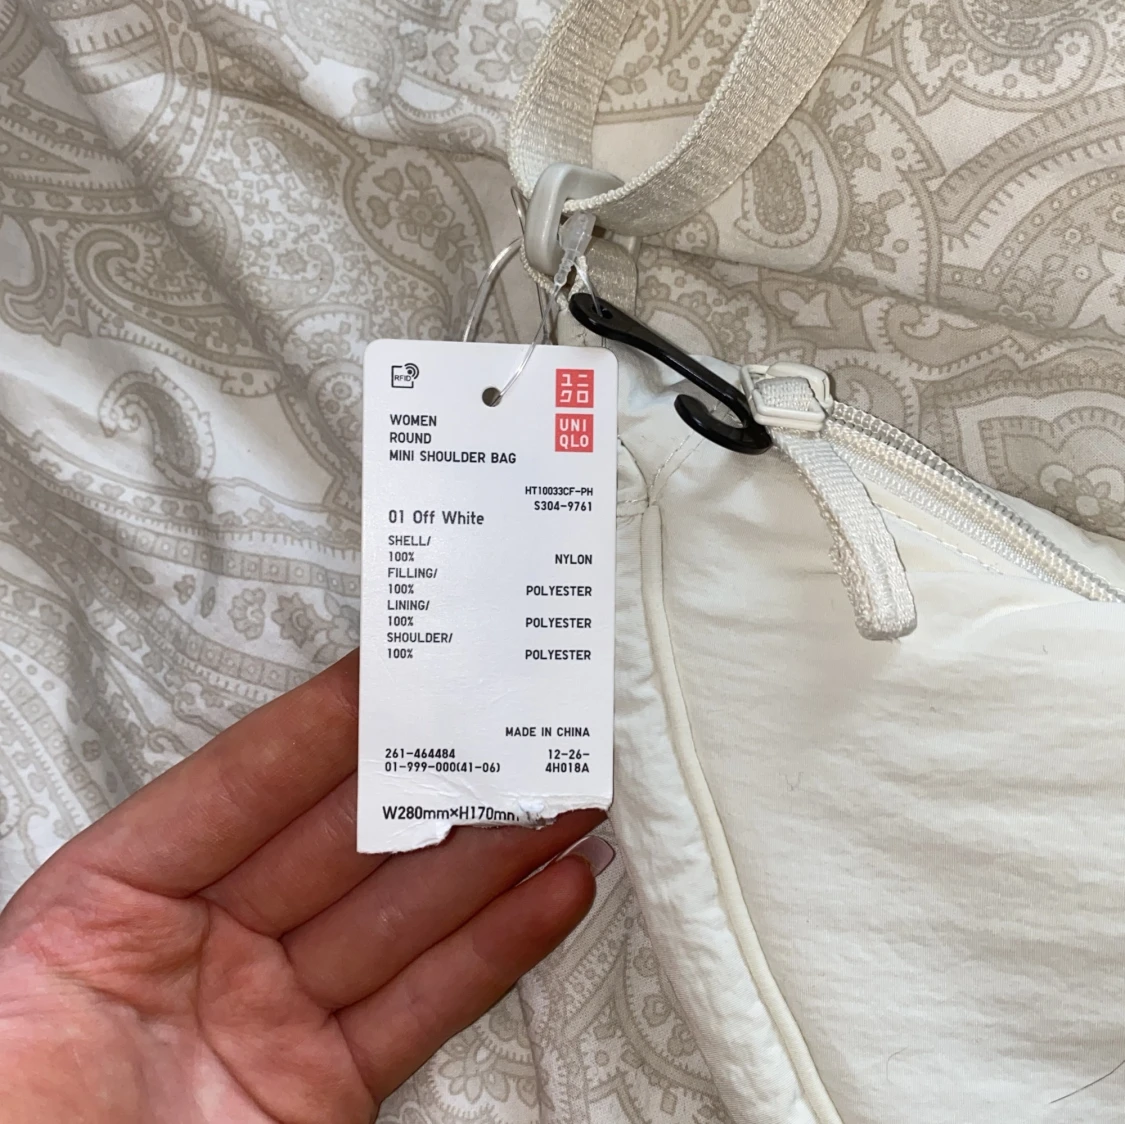 RFID
ユニ
クロ
UNI
QLO
WOMEN
ROUND
MINI SHOULDER BAG
HT10033CF-PH
S304-9761
01 Off White
SHELL/
100% NYLON
FILLING/
100% POLYESTER
LINING/
100% POLYESTER
SHOULDER/
100% POLYESTER
MADE IN CHINA
261-464484 12-26-
01-999-000(41-06) 4H018A
W280mm×H170mm